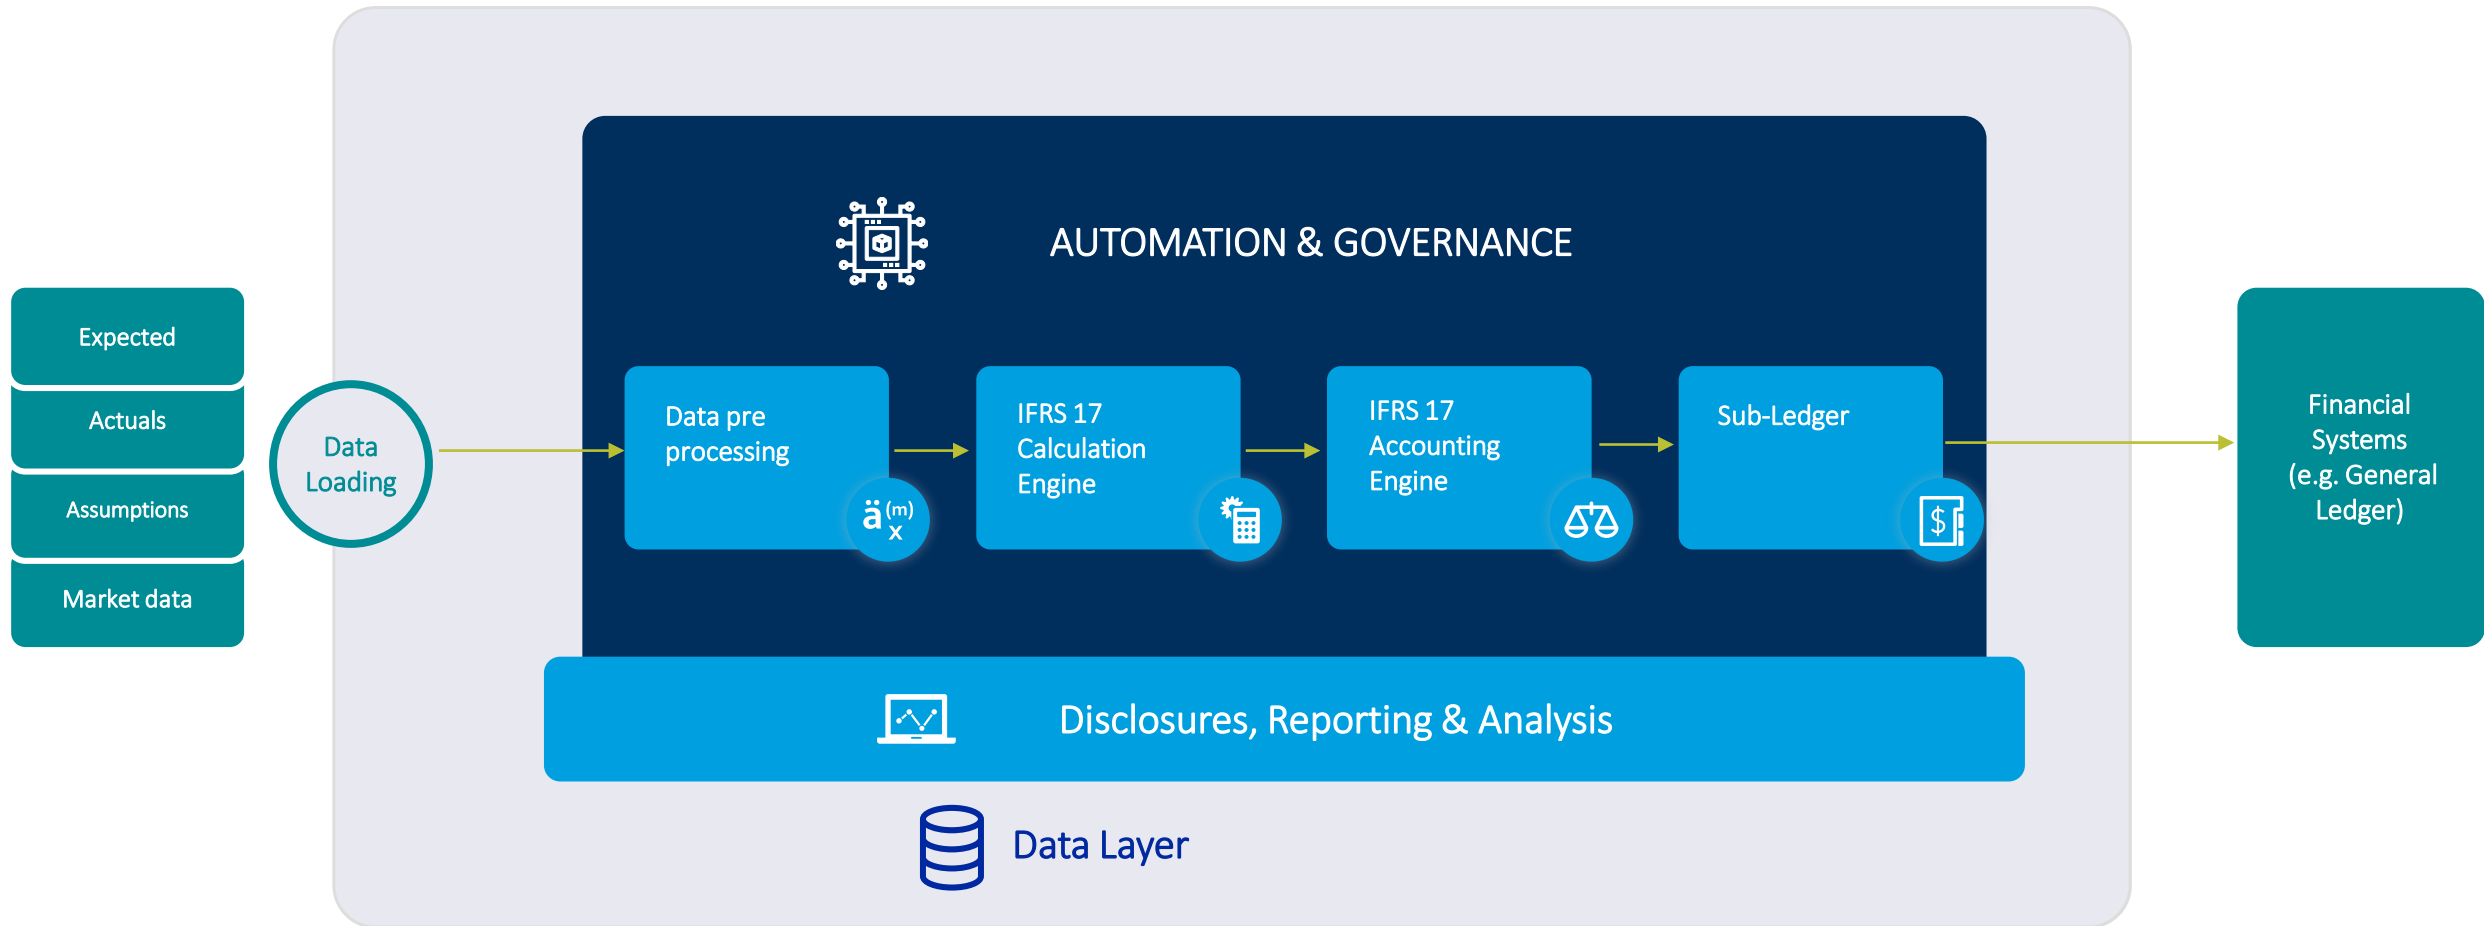 AUTOMATION & GOVERNANCE
Expected
Actuals
Assumptions
Market data
Data
Loading
Data pre
processing
ä(m)
x
IFRS 17
Calculation
Engine
IFRS 17
Accounting
Engine
Sub-Ledger
$
Financial
Systems
(e.g. General
Ledger)
Disclosures, Reporting & Analysis
Data Layer